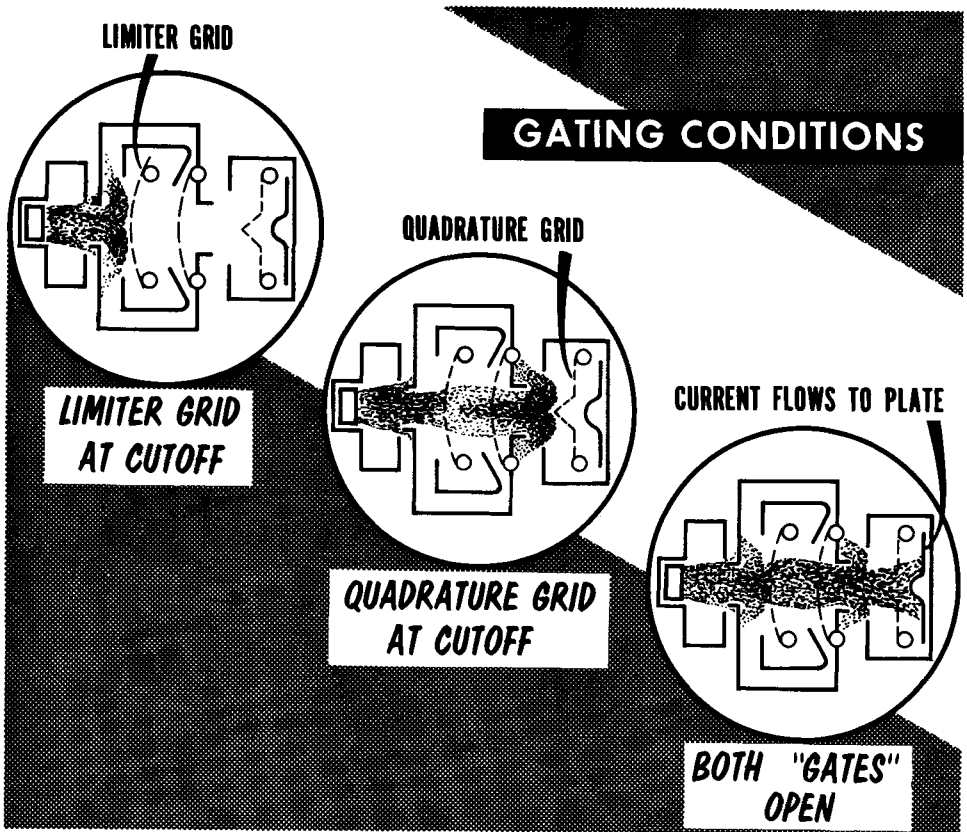 LIMITER GRID
GATING CONDITIONS
QUADRATURE GRID
LIMITER GRID
AT CUTOFF
CURRENT FLOWS TO PLATE
QUADRATURE GRID
AT CUTOFF
BOTH "GATES"
OPEN